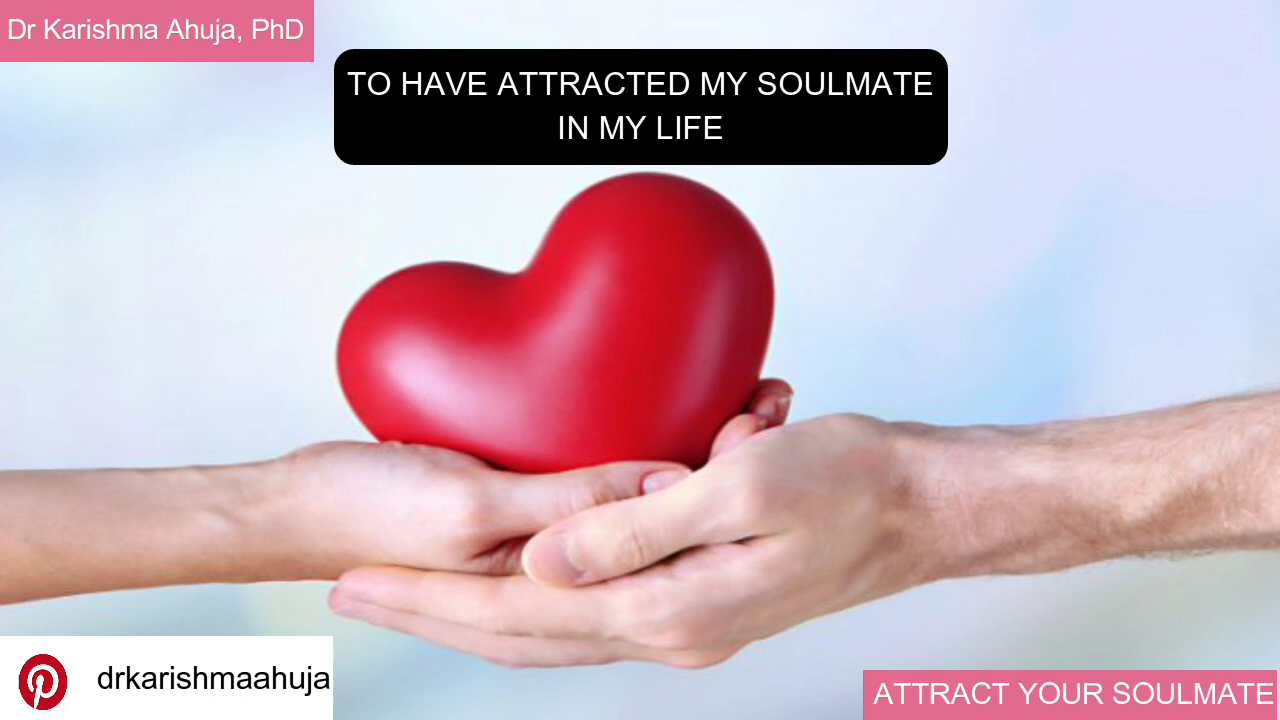 Dr Karishma Ahuja, PhD
TO HAVE ATTRACTED MY SOULMATE
IN MY LIFE
drkarishmaahuja
ATTRACT YOUR SOULMATE